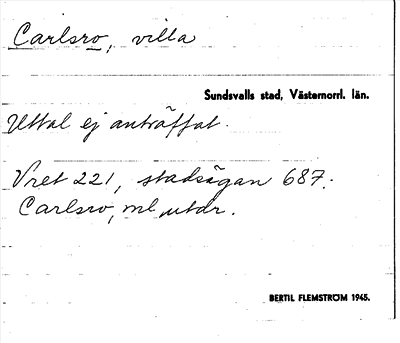 Carlsro, villa
Sundsvalls stad, Västernorrl. län.
Uttal ej anträffat.
Vret 221, stadsägan 687.
Carlsro, ml utdr.
BERTIL FLEMSTRÖM 1945.